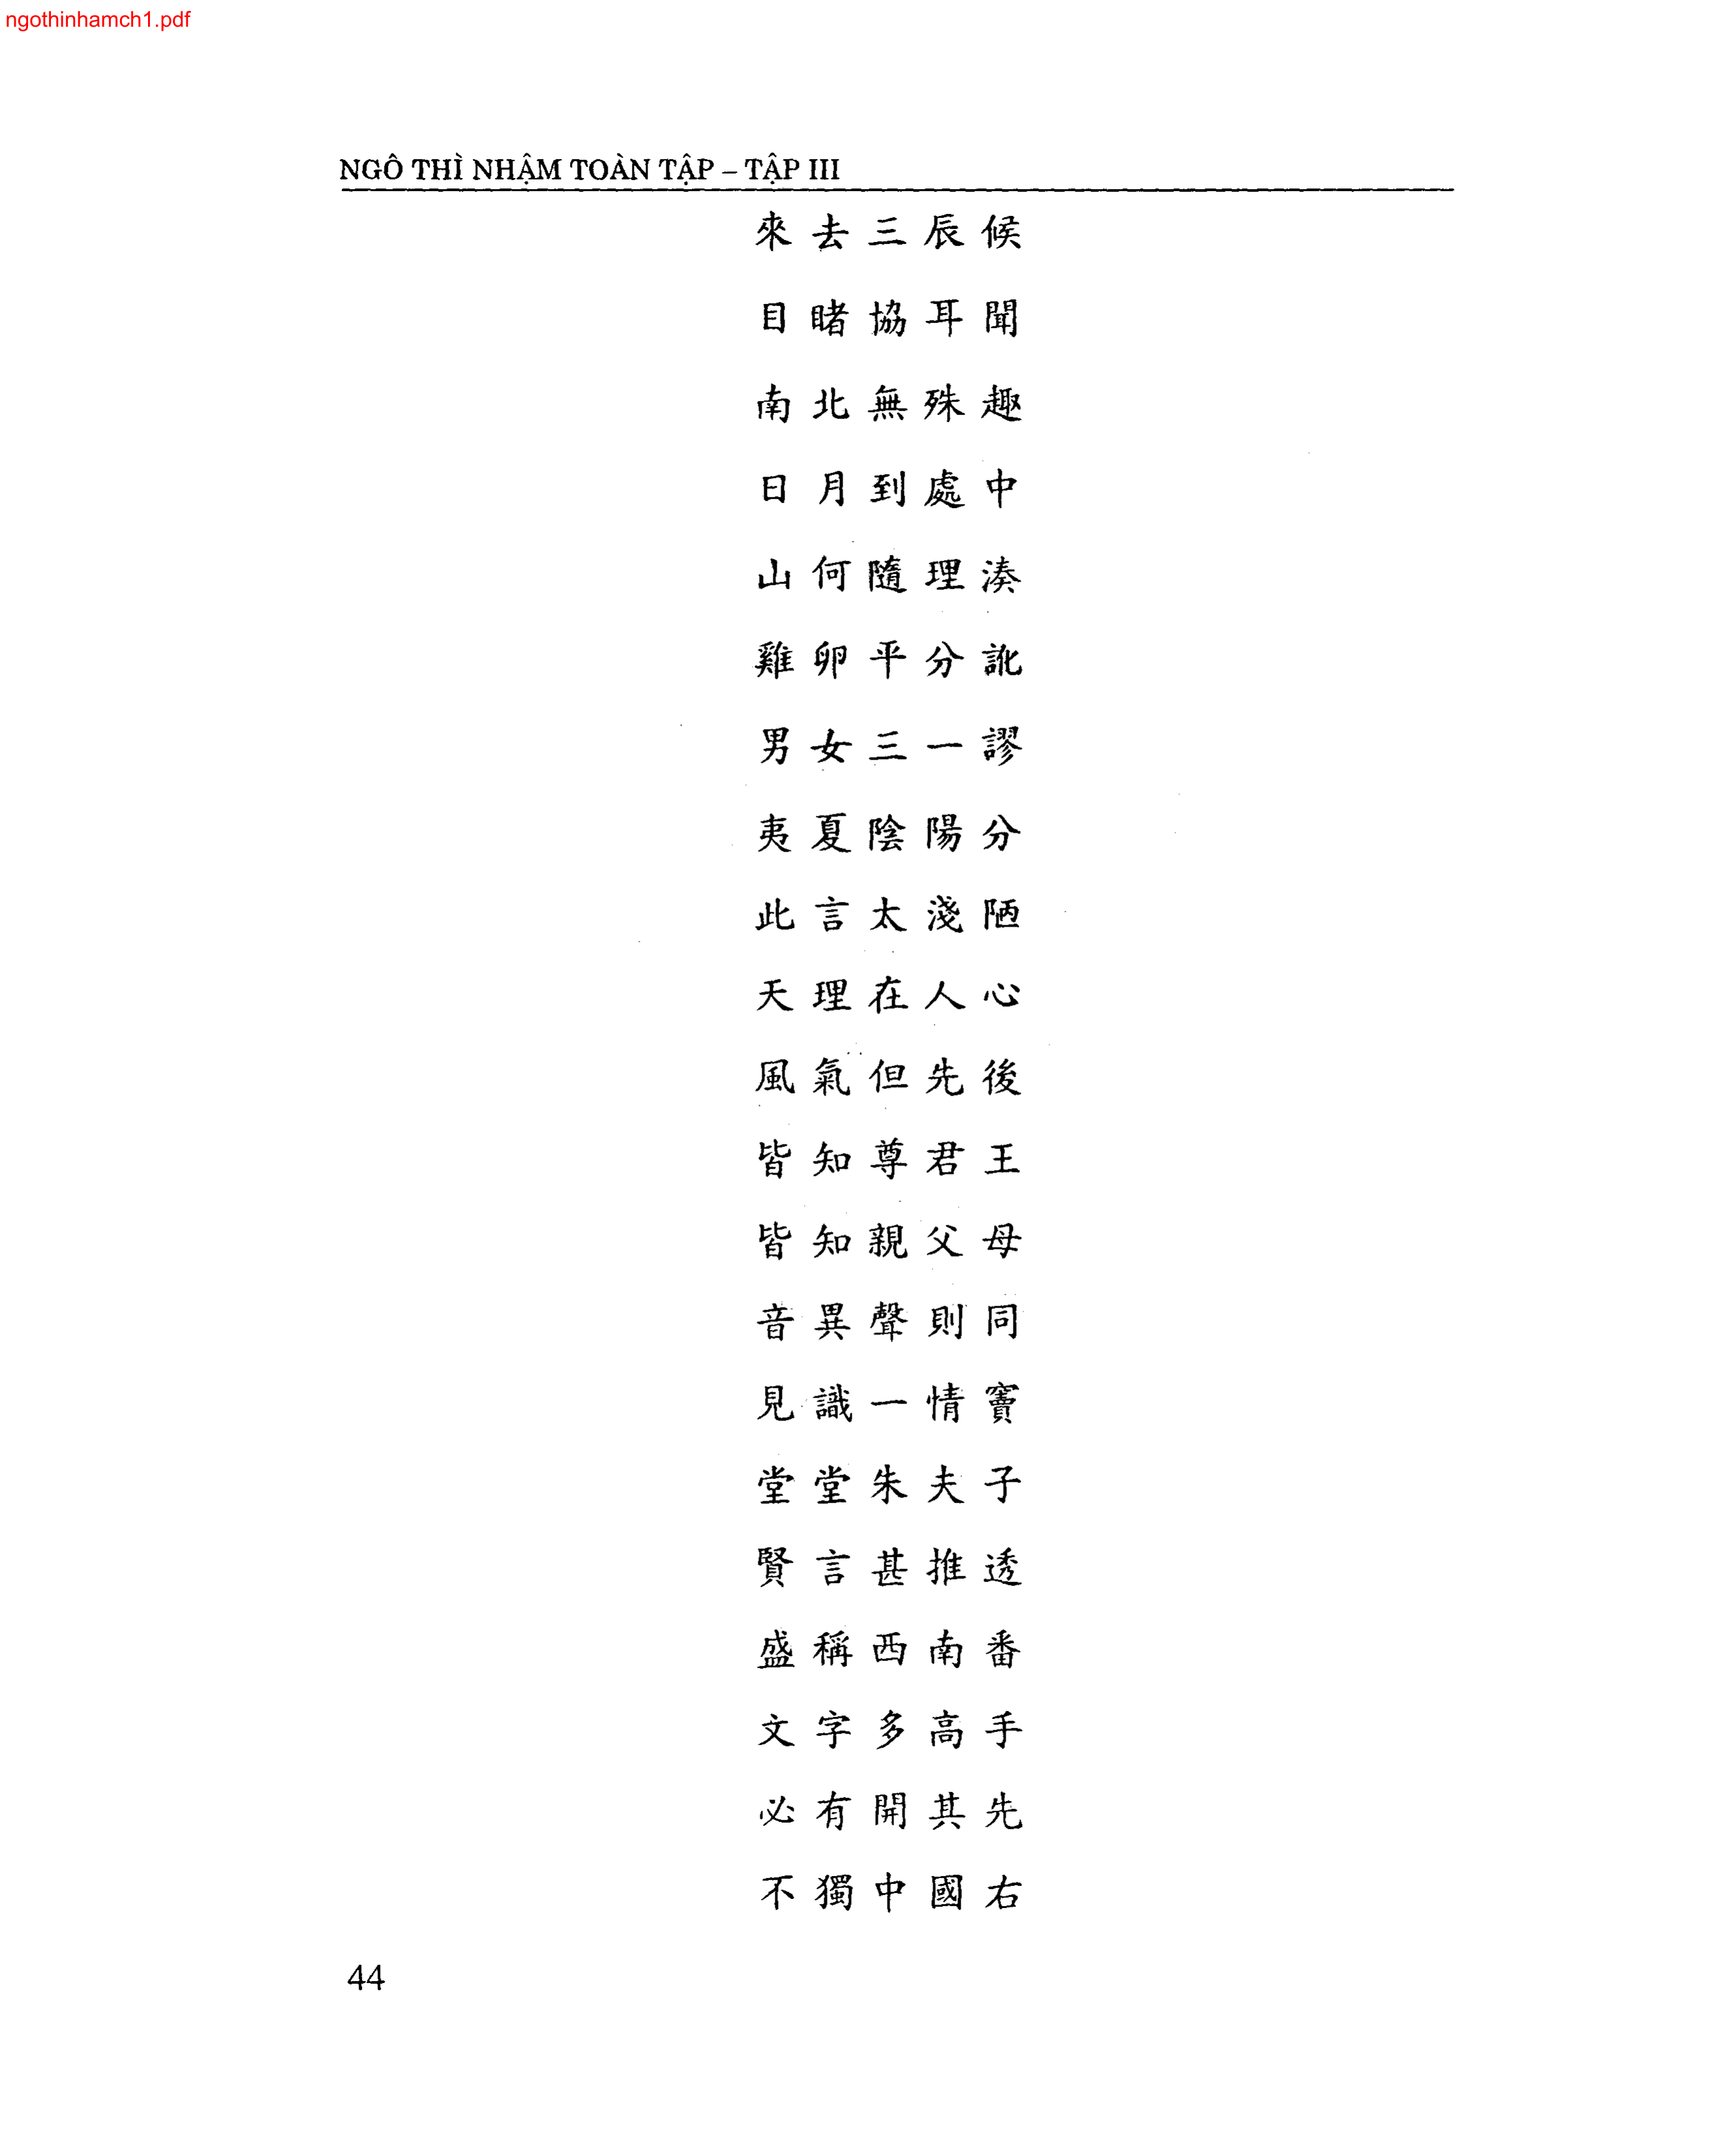 ngothinhamch1.pdf
NGÔ THÌ NHẬM TOÀN TẬP – TẬP III
來去三辰候
目睹協耳聞
南北無殊趣
日月到處中
山何隨理湊
雞卵平分訛
男女三一謬
夷夏陰陽分
此言太淺陋
天理在人心
風氣但先後
皆知尊君王
皆知親父母
音異聲則同
見識一情竇
堂堂朱夫子
賢言甚推透
盛稱西南番
文字多高手
必有開其先
不獨中國右
44